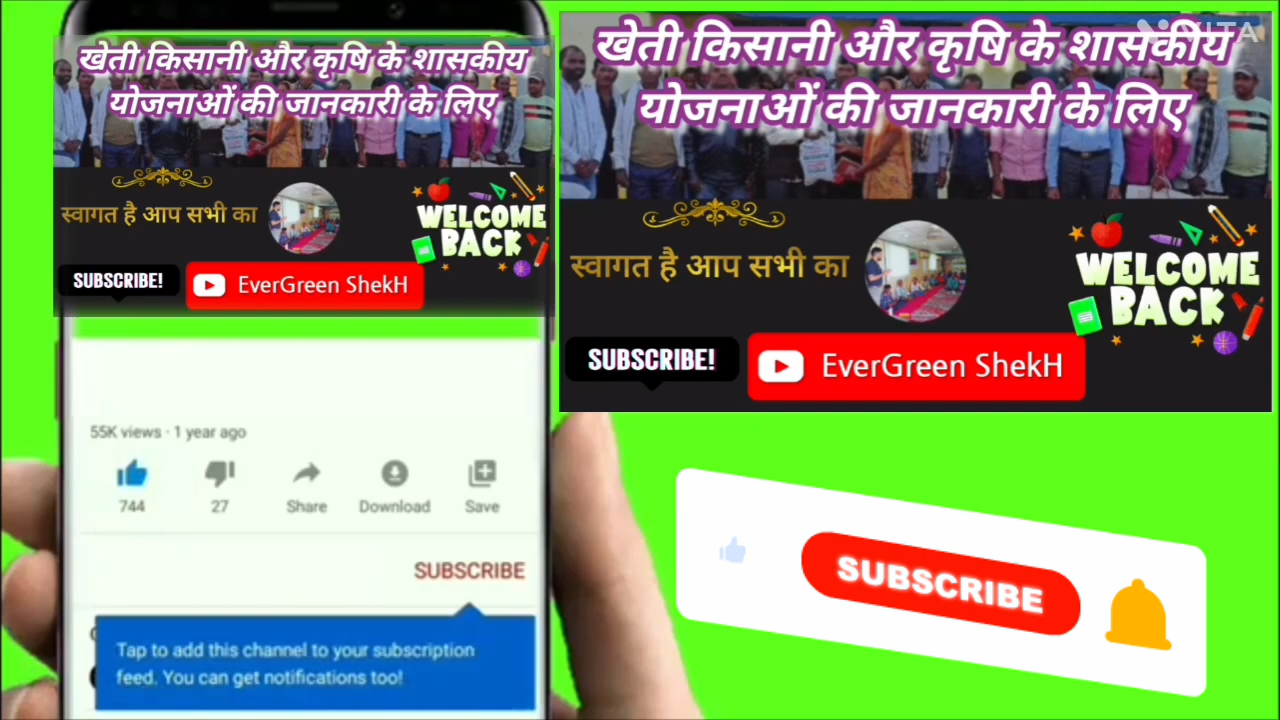 खेती किसानी और कृषि के शासकीय
योजनाओं की जानकारी के लिए
स्वागत है आप सभी का
WELCOME
BACK
SUBSCRIBE!
EverGreen ShekH
55K views · 1 year ago
744
27
Share
Download
Save
SUBSCRIBE
Tap to add this channel to your subscription
feed. You can get notifications too!
VITA
खेती किसानी और कृषि के शासकीय
योजनाओं की जानकारी के लिए
स्वागत है आप सभी का
WELCOME
BACK
SUBSCRIBE!
EverGreen ShekH
SUBSCRIBE